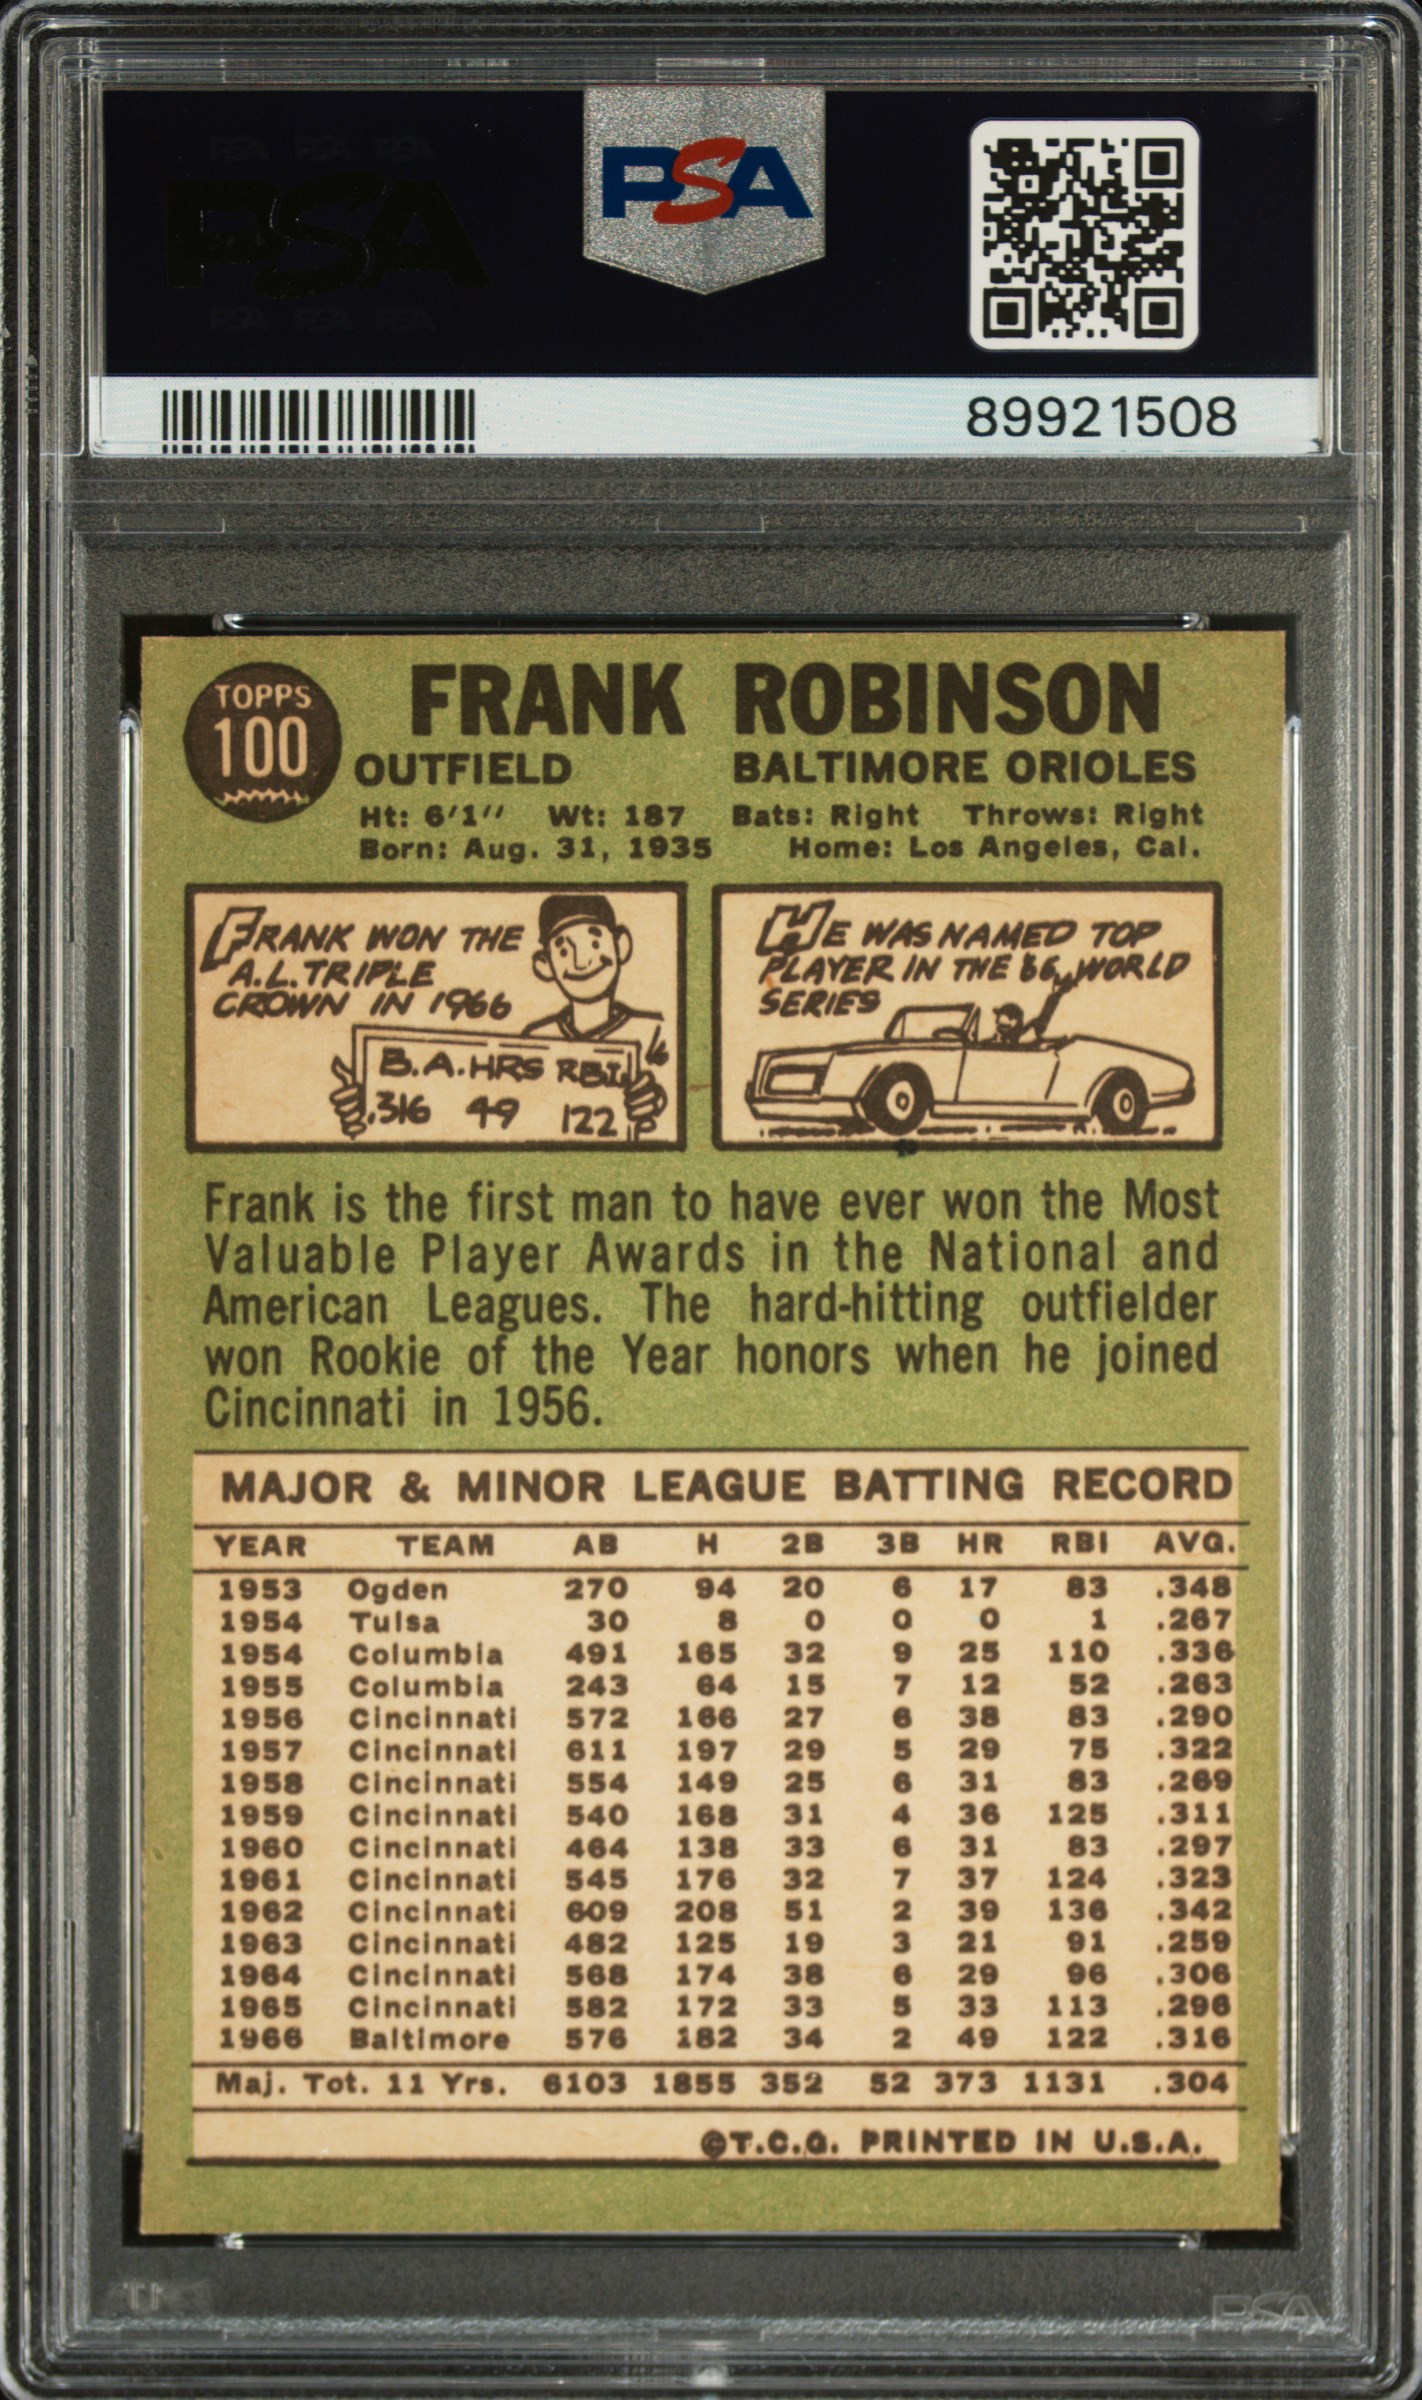 PSA PSA PSA
PSA
PSA PSA PSA
PSA
89921508
TOPPS
100
FRANK ROBINSON
OUTFIELD BALTIMORE ORIOLES
Ht: 6'1" Wt: 187 Bats: Right Throws: Right
Born: Aug. 31, 1935 Home: Los Angeles, Cal.
FRANK WON THE
A.L. TRIPLE
CROWN IN 1966
B.A. HRS RBI
.316 49 122
HE WAS NAMED TOP
PLAYER IN THE '66 WORLD
SERIES
Frank is the first man to have ever won the Most
Valuable Player Awards in the National and
American Leagues. The hard-hitting outfielder
won Rookie of the Year honors when he joined
Cincinnati in 1956.
MAJOR & MINOR LEAGUE BATTING RECORD
YEAR TEAM AB H 2B 3B HR RBI AVG.
1953 Ogden 270 94 20 6 17 83 .348
1954 Tulsa 30 8 0 0 0 1 .267
1954 Columbia 491 165 32 9 25 110 .336
1955 Columbia 243 64 15 7 12 52 .263
1956 Cincinnati 572 166 27 6 38 83 .290
1957 Cincinnati 611 197 29 5 29 75 .322
1958 Cincinnati 554 149 25 6 31 83 .269
1959 Cincinnati 540 168 31 4 36 125 .311
1960 Cincinnati 464 138 33 6 31 83 .297
1961 Cincinnati 545 176 32 7 37 124 .323
1962 Cincinnati 609 208 51 2 39 136 .342
1963 Cincinnati 482 125 19 3 21 91 .259
1964 Cincinnati 568 174 38 6 29 96 .306
1965 Cincinnati 582 172 33 5 33 113 .296
1966 Baltimore 576 182 34 2 49 122 .316
Maj. Tot. 11 Yrs. 6103 1855 352 52 373 1131 .304
©T.C.G. PRINTED IN U.S.A.
PSA